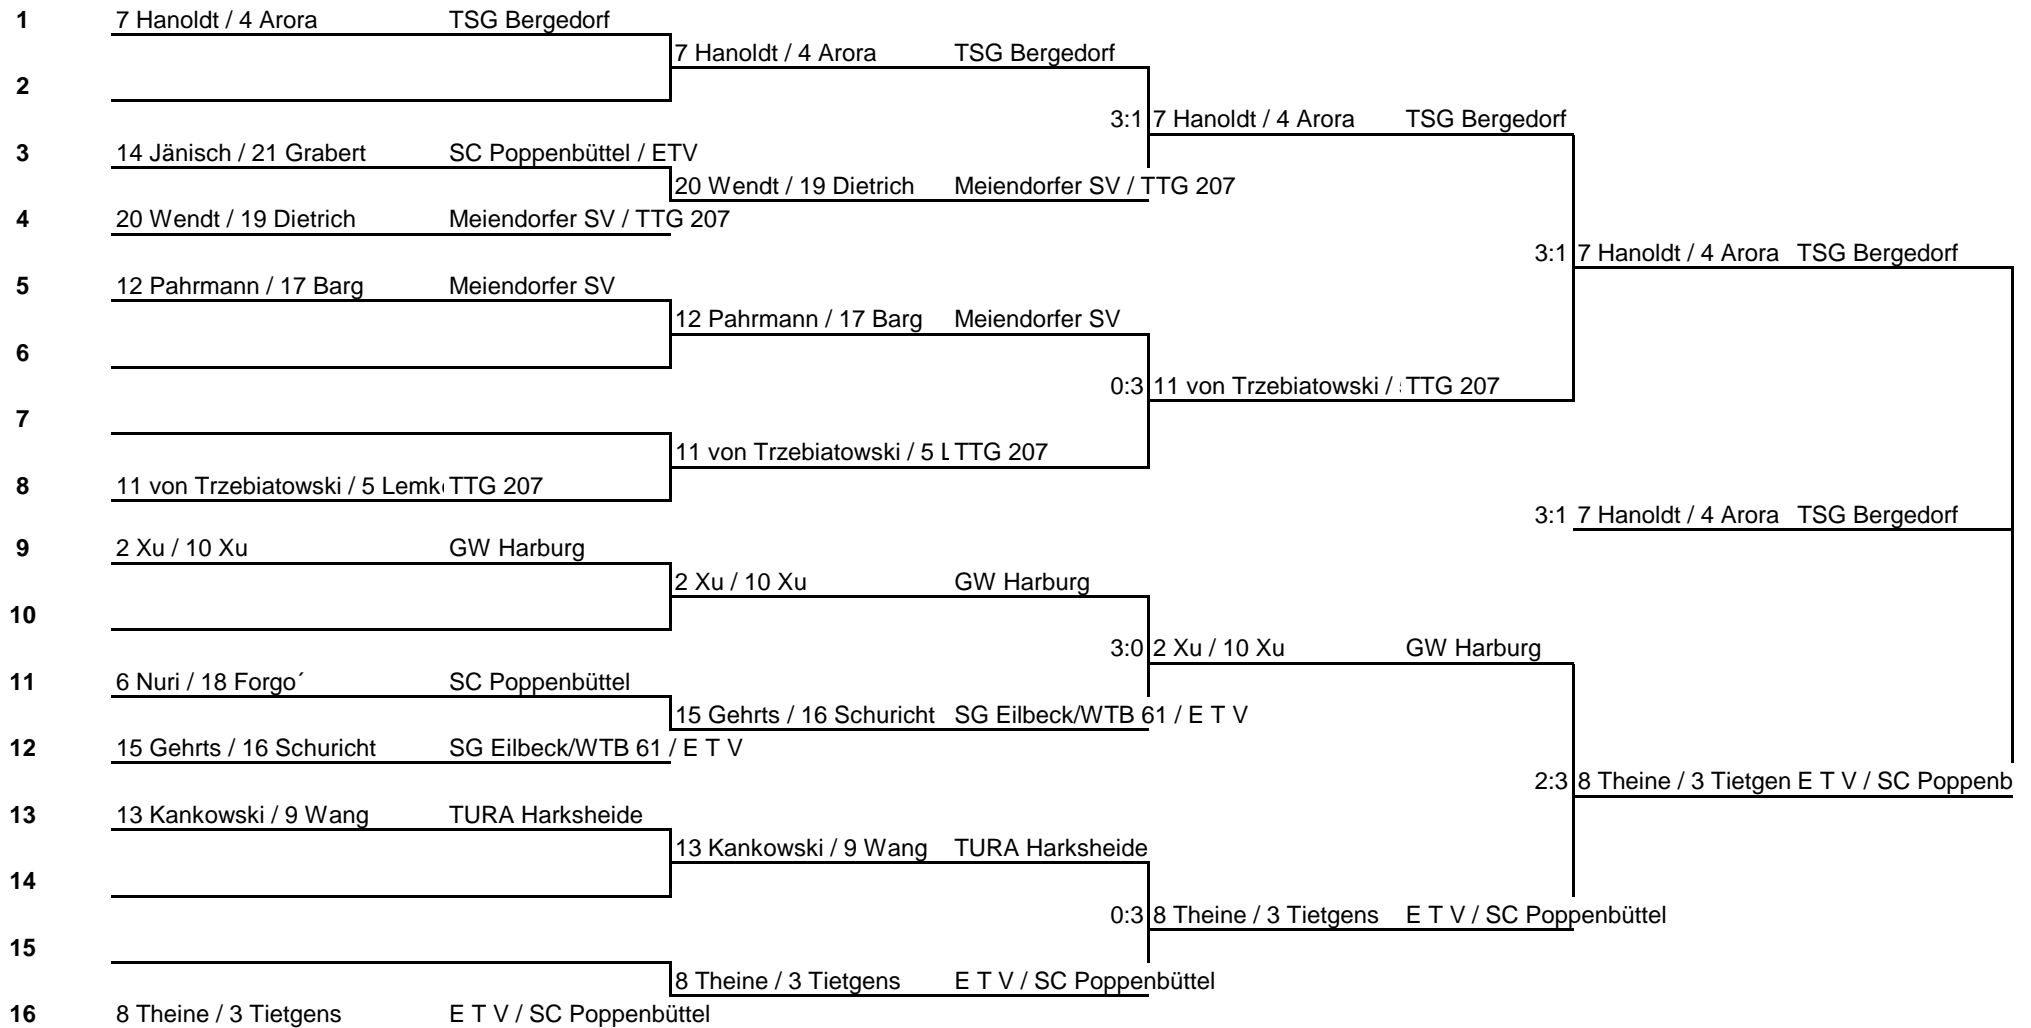 1 7 Hanoldt / 4 Arora TSG Bergedorf
7 Hanoldt / 4 Arora TSG Bergedorf
2
3:1 7 Hanoldt / 4 Arora TSG Bergedorf
3 14 Jänisch / 21 Grabert SC Poppenbüttel / ETV
20 Wendt / 19 Dietrich Meiendorfer SV / TTG 207
4 20 Wendt / 19 Dietrich Meiendorfer SV / TTG 207
3:1 7 Hanoldt / 4 Arora TSG Bergedorf
5 12 Pahrmann / 17 Barg Meiendorfer SV
12 Pahrmann / 17 Barg Meiendorfer SV
6
0:3 11 von Trzebiatowski / TTG 207
7
11 von Trzebiatowski / 5 L TTG 207
8 11 von Trzebiatowski / 5 Lemk TTG 207
3:1 7 Hanoldt / 4 Arora TSG Bergedorf
9 2 Xu / 10 Xu GW Harburg
2 Xu / 10 Xu GW Harburg
10
3:0 2 Xu / 10 Xu GW Harburg
11 6 Nuri / 18 Forgo´ SC Poppenbüttel
15 Gehrts / 16 Schuricht SG Eilbeck/WTB 61 / E T V
12 15 Gehrts / 16 Schuricht SG Eilbeck/WTB 61 / E T V
2:3 8 Theine / 3 Tietgen E T V / SC Poppenb
13 13 Kankowski / 9 Wang TURA Harksheide
13 Kankowski / 9 Wang TURA Harksheide
14
0:3 8 Theine / 3 Tietgens E T V / SC Poppenbüttel
15
8 Theine / 3 Tietgens E T V / SC Poppenbüttel
16 8 Theine / 3 Tietgens E T V / SC Poppenbüttel